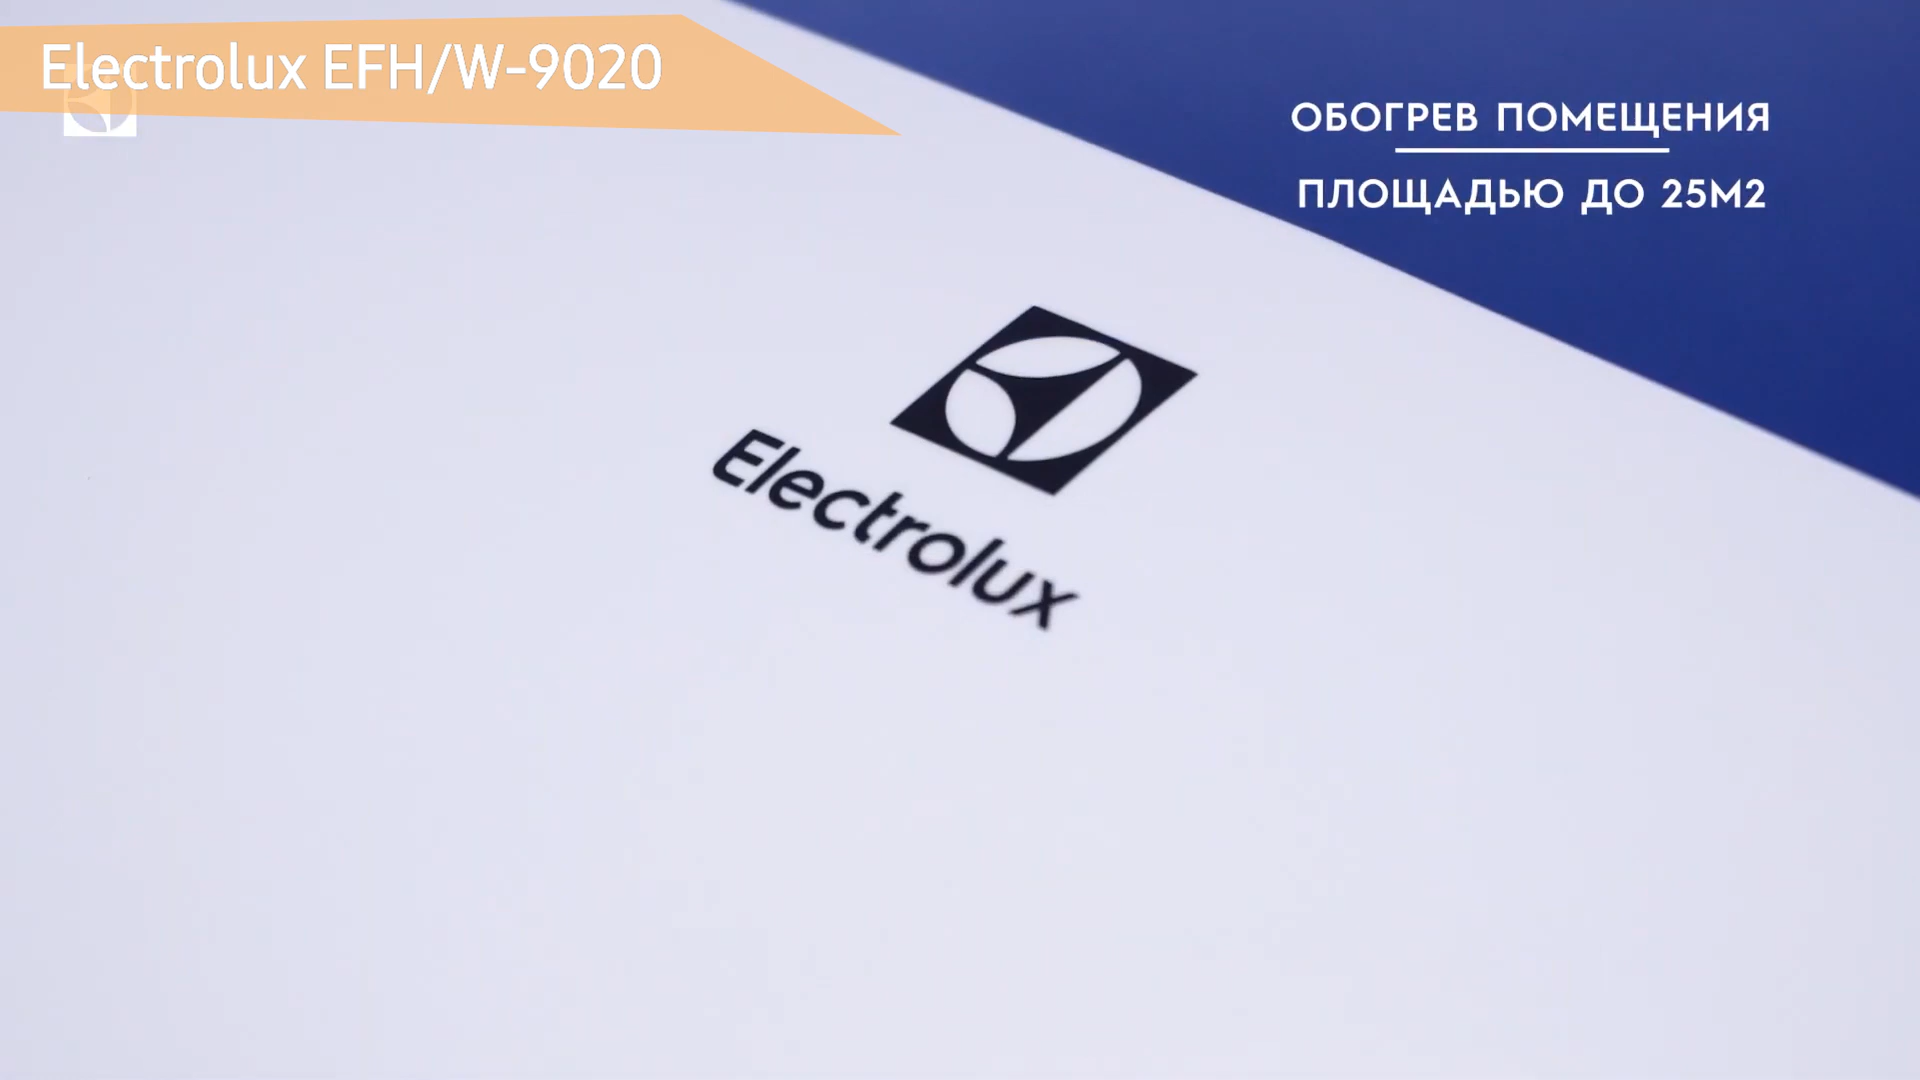 Electrolux EFH/W-9020
ОБОГРЕВ ПОМЕЩЕНИЯ
ПЛОЩАДЬЮ ДО 25М2
Electrolux